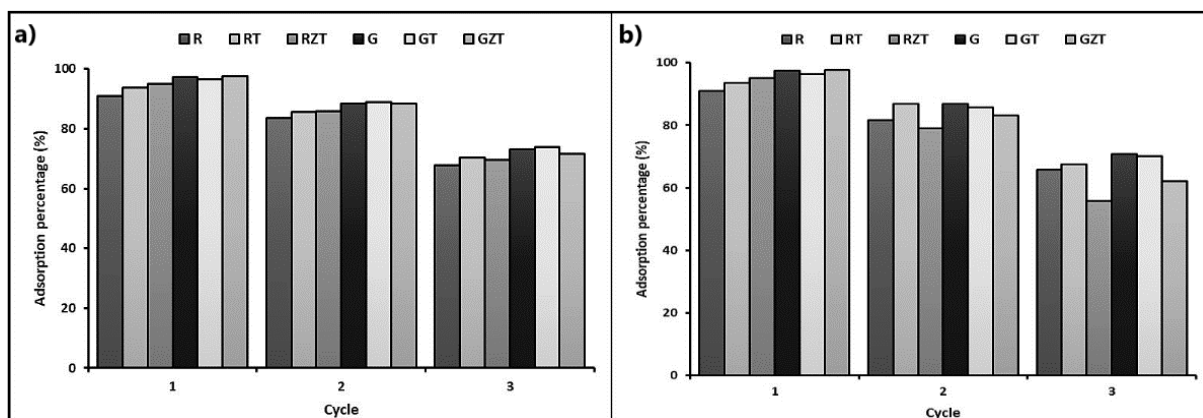 a)
R RT RZT G GT GZT
Adsorption percentage (%)
100
80
60
40
20
0
1 2 3
Cycle
b)
R RT RZT G GT GZT
Adsorption percentage (%)
100
80
60
40
20
0
1 2 3
Cycle